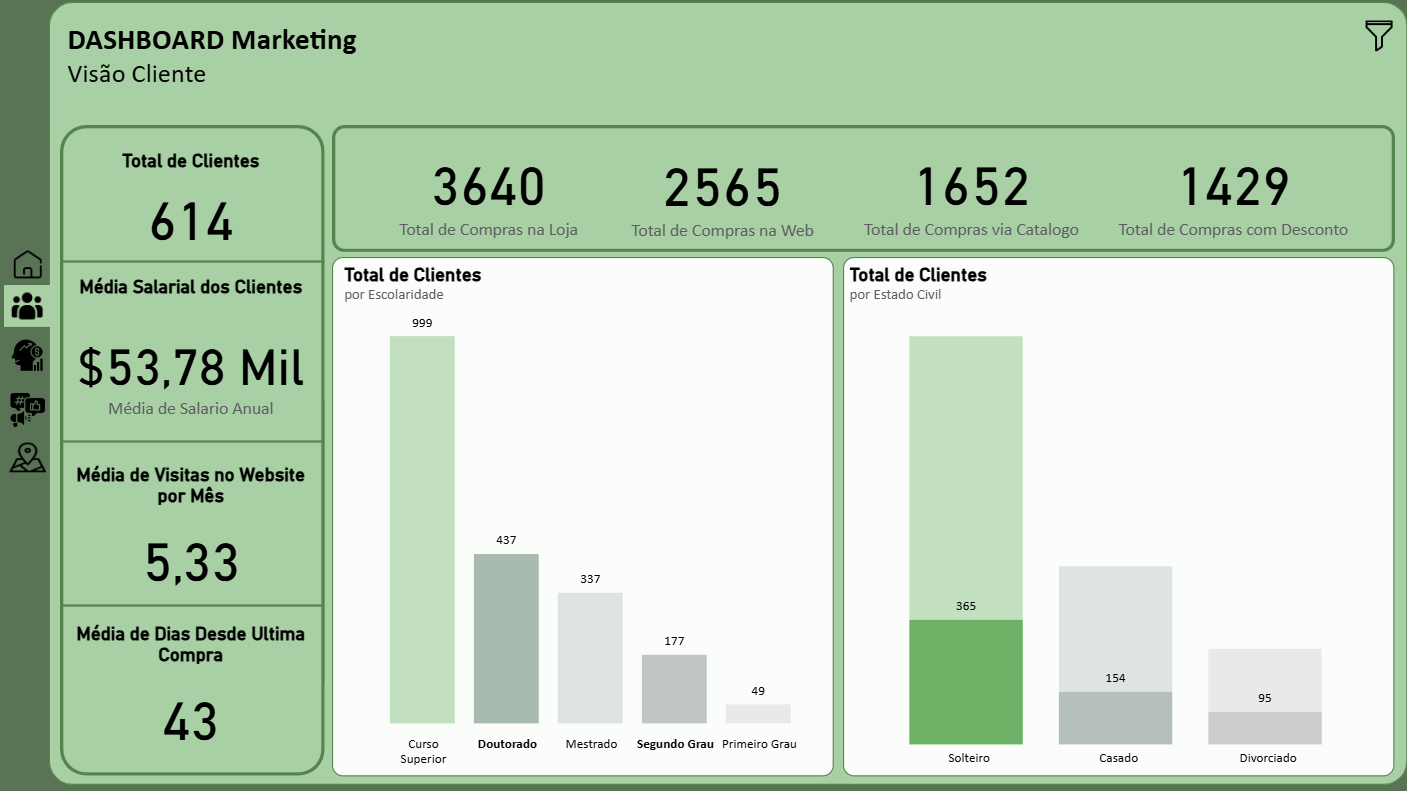 DASHBOARD Marketing
Visão Cliente
Total de Clientes
614
Média Salarial dos Clientes
$53,78 Mil
Média de Salario Anual
Média de Visitas no Website
por Mês
5,33
Média de Dias Desde Ultima
Compra
43
3640
Total de Compras na Loja
2565
Total de Compras na Web
1652
Total de Compras via Catalogo
1429
Total de Compras com Desconto
Total de Clientes
por Escolaridade
999
437
337
177
49
Curso
Superior
Doutorado
Mestrado
Segundo Grau
Primeiro Grau
Total de Clientes
por Estado Civil
365
154
95
Solteiro
Casado
Divorciado